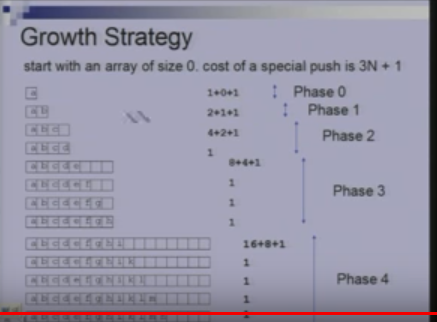 Growth Strategy
start with an array of size 0. cost of a special push is 3N + 1
a 1+0+1 Phase 0
a b 2+1+1 Phase 1
a b c 4+2+1 Phase 2
a b c d 1
a b c d e 8+4+1
a b c d e f 1 Phase 3
a b c d e f g 1
a b c d e f g h 1
a b c d e f g h i 16+8+1
a b c d e f g h i k 1
a b c d e f g h i k l 1 Phase 4
a b c d e f g h i k l m 1